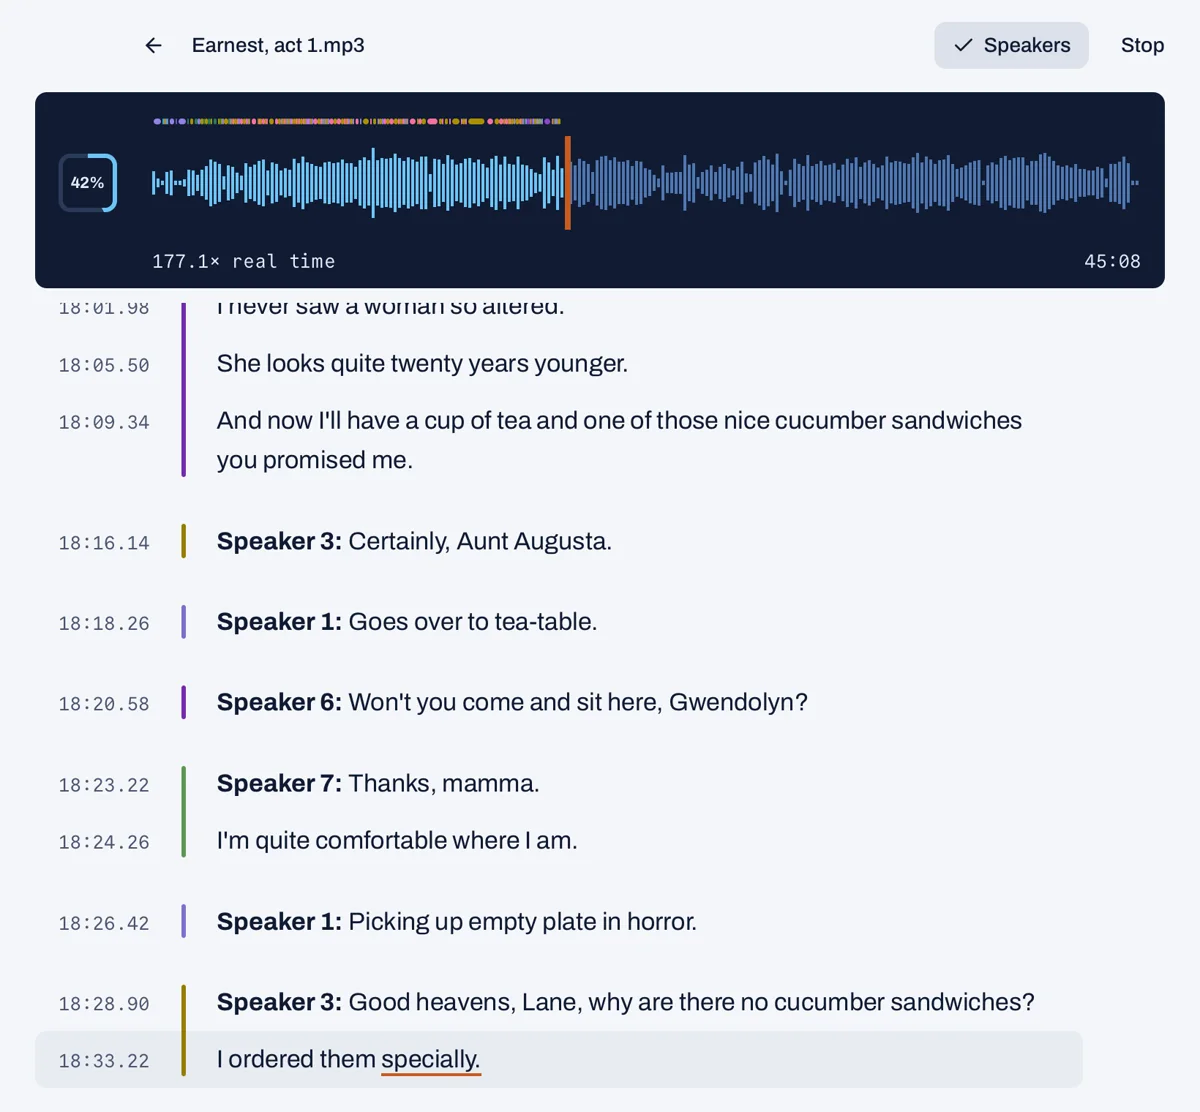 Earnest, act 1.mp3
Speakers
Stop
42%
177.1× real time
45:08
18:01.98 I never saw a woman so altered.
18:05.50 She looks quite twenty years younger.
18:09.34 And now I'll have a cup of tea and one of those nice cucumber sandwiches
you promised me.
18:16.14 Speaker 3: Certainly, Aunt Augusta.
18:18.26 Speaker 1: Goes over to tea-table.
18:20.58 Speaker 6: Won't you come and sit here, Gwendolyn?
18:23.22 Speaker 7: Thanks, mamma.
18:24.26 I'm quite comfortable where I am.
18:26.42 Speaker 1: Picking up empty plate in horror.
18:28.90 Speaker 3: Good heavens, Lane, why are there no cucumber sandwiches?
18:33.22 I ordered them specially.